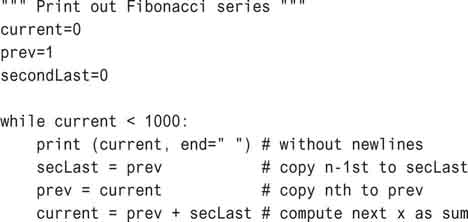 """ Print out Fibonacci series """
current=0
prev=1
secondLast=0

while current < 1000:
    print (current, end=" ") # without newlines
    secLast = prev           # copy n-1st to secLast
    prev = current           # copy nth to prev
    current = prev + secLast # compute next x as sum